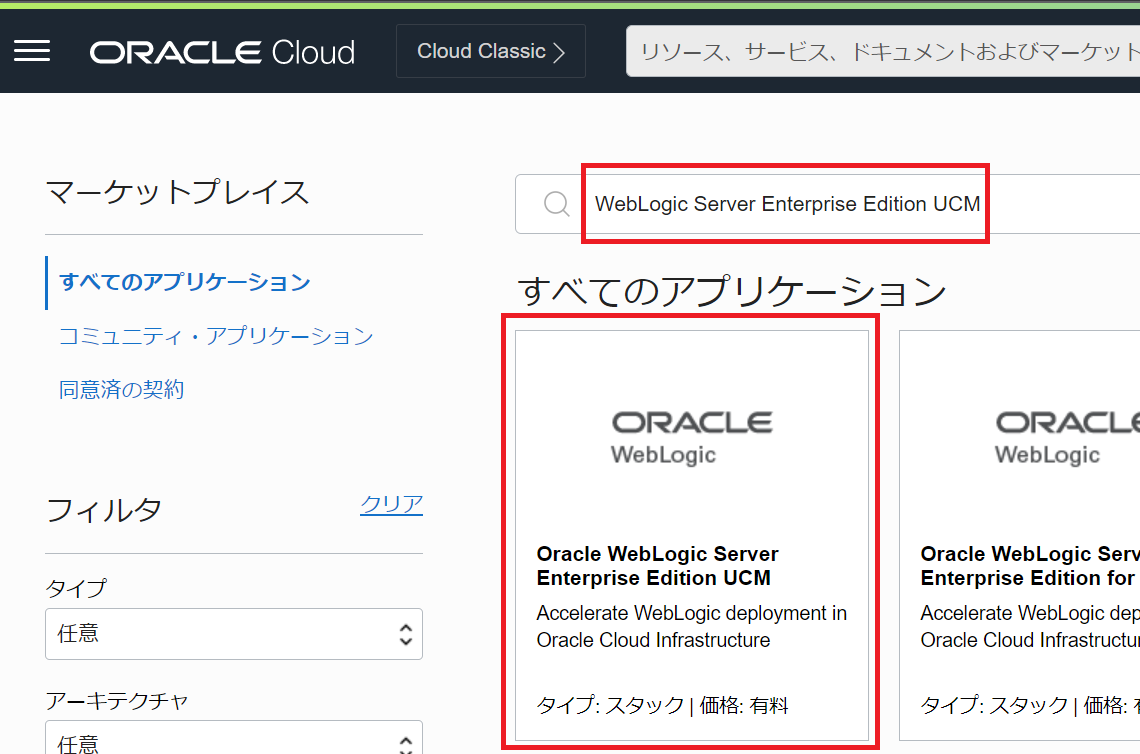 ORACLE Cloud
Cloud Classic
リソース、サービス、ドキュメントおよびマーケット
マーケットプレイス
すべてのアプリケーション
コミュニティ・アプリケーション
同意済の契約
フィルタ
クリア
タイプ
任意
アーキテクチャ
任意
WebLogic Server Enterprise Edition UCM
すべてのアプリケーション
ORACLE
WebLogic
Oracle WebLogic Server
Enterprise Edition UCM
Accelerate WebLogic deployment in
Oracle Cloud Infrastructure
タイプ: スタック | 価格: 有料
ORACLE
WebLogic
Oracle WebLogic Serv
Enterprise Edition for
Accelerate WebLogic dep
Oracle Cloud Infrastructu
タイプ: スタック | 価格: